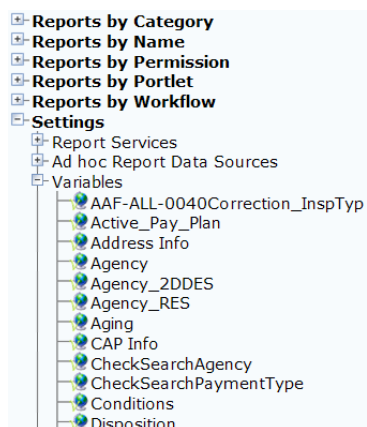 Reports by Category
Reports by Name
Reports by Permission
Reports by Portlet
Reports by Workflow
Settings
Report Services
Ad hoc Report Data Sources
Variables
AAF-ALL-0040Correction_InspTyp
Active_Pay_Plan
Address Info
Agency
Agency_2DDES
Agency_RES
Aging
CAP Info
CheckSearchAgency
CheckSearchPaymentType
Conditions
Disposition